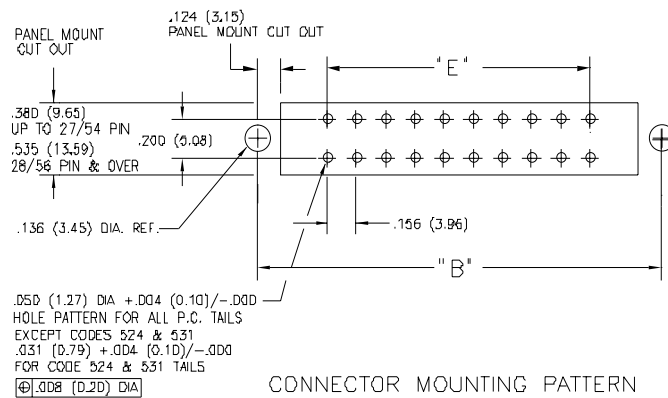 .124 (3.15)
PANEL MOUNT CUT OUT
PANEL MOUNT
CUT OUT
"E"
.380 (9.65)
UP TO 27/54 PIN
.200 (5.08)
.535 (13.59)
28/56 PIN & OVER
.136 (3.45) DIA. REF.
.156 (3.96)
"B"
.050 (1.27) DIA +.004 (0.10)/-.000
HOLE PATTERN FOR ALL P.C. TAILS
EXCEPT CODES 524 & 531
.031 (0.79) +.004 (0.10)/-.000
FOR CODE 524 & 531 TAILS
⌖ .008 (0.20) DIA
CONNECTOR MOUNTING PATTERN